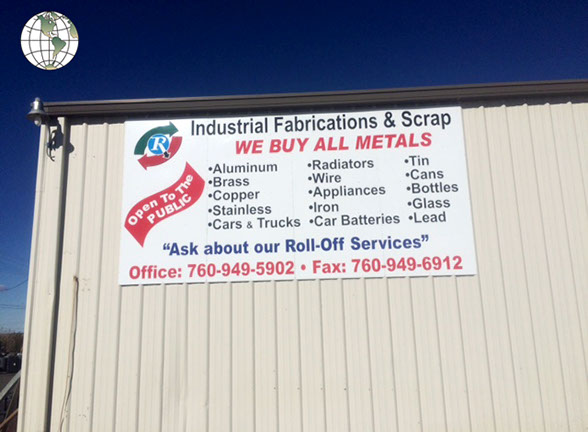 R
Industrial Fabrications & Scrap
WE BUY ALL METALS
Open To The
PUBLIC
•Aluminum
•Brass
•Copper
•Stainless
•Cars & Trucks
•Radiators
•Wire
•Appliances
•Iron
•Car Batteries
•Tin
•Cans
•Bottles
•Glass
•Lead
“Ask about our Roll-Off Services”
Office: 760-949-5902 • Fax: 760-949-6912